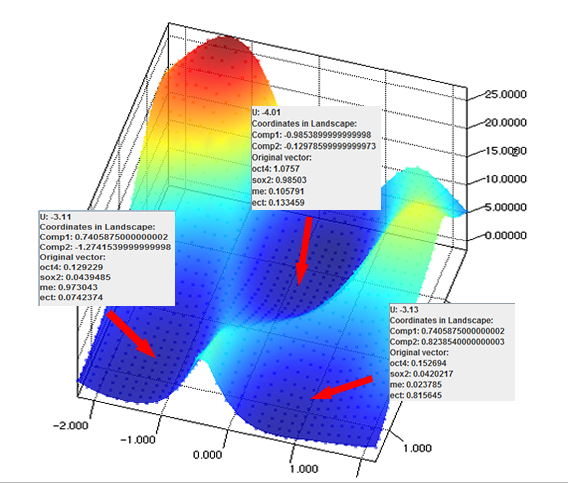 25.0000
20.0000
15.0000
10.0000
5.00000
0.00000
U: -4.01
Coordinates in Landscape:
Comp1: -0.9853899999999998
Comp2: -0.12978599999999973
Original vector:
oct4: 1.0757
sox2: 0.98503
me: 0.105791
ect: 0.133459
U: -3.11
Coordinates in Landscape:
Comp1: 0.7405875000000002
Comp2: -1.2741539999999998
Original vector:
oct4: 0.129229
sox2: 0.0439485
me: 0.973043
ect: 0.0742374
U: -3.13
Coordinates in Landscape:
Comp1: 0.7405875000000002
Comp2: 0.8238540000000003
Original vector:
oct4: 0.152694
sox2: 0.0420217
me: 0.023785
ect: 0.815645
-2.000
-1.000
0.000
1.000
1.000